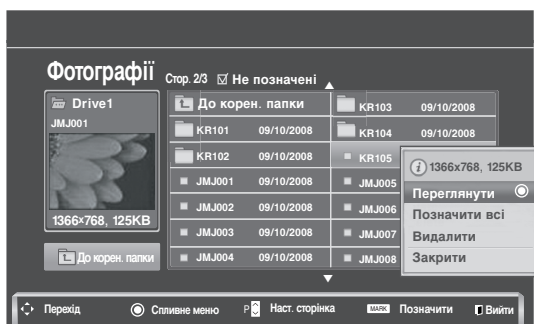 Фотографії Стор. 2/3 Не позначені
Drive1
JMJ001
1366x768, 125KB
До корен. папки
До корен. папки
KR101 09/10/2008
KR102 09/10/2008
JMJ001 09/10/2008
JMJ002 09/10/2008
JMJ003 09/10/2008
JMJ004 09/10/2008
KR103 09/10/2008
KR104 09/10/2008
KR105
JMJ005
JMJ006
JMJ007
JMJ008
i 1366x768, 125KB
Переглянути
Позначити всі
Видалити
Закрити
Перехід Спливне меню P Наст. сторінка MARK Позначити Вийти